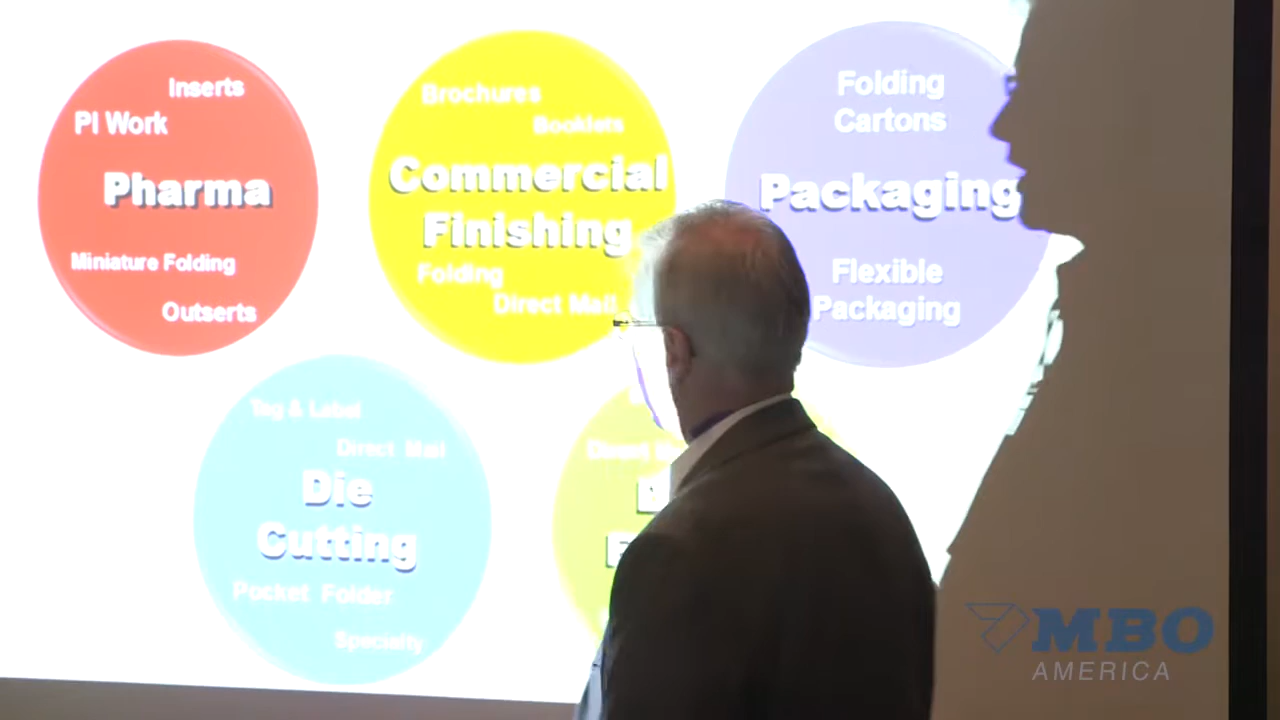 Inserts
PI Work
Pharma
Miniature Folding
Outserts
Brochures
Booklets
Commercial
Finishing
Folding
Direct Mail
Folding
Cartons
Packaging
Flexible
Packaging
Tag & Label
Direct Mail
Die
Cutting
Pocket Folder
Specialty
MBO
AMERICA